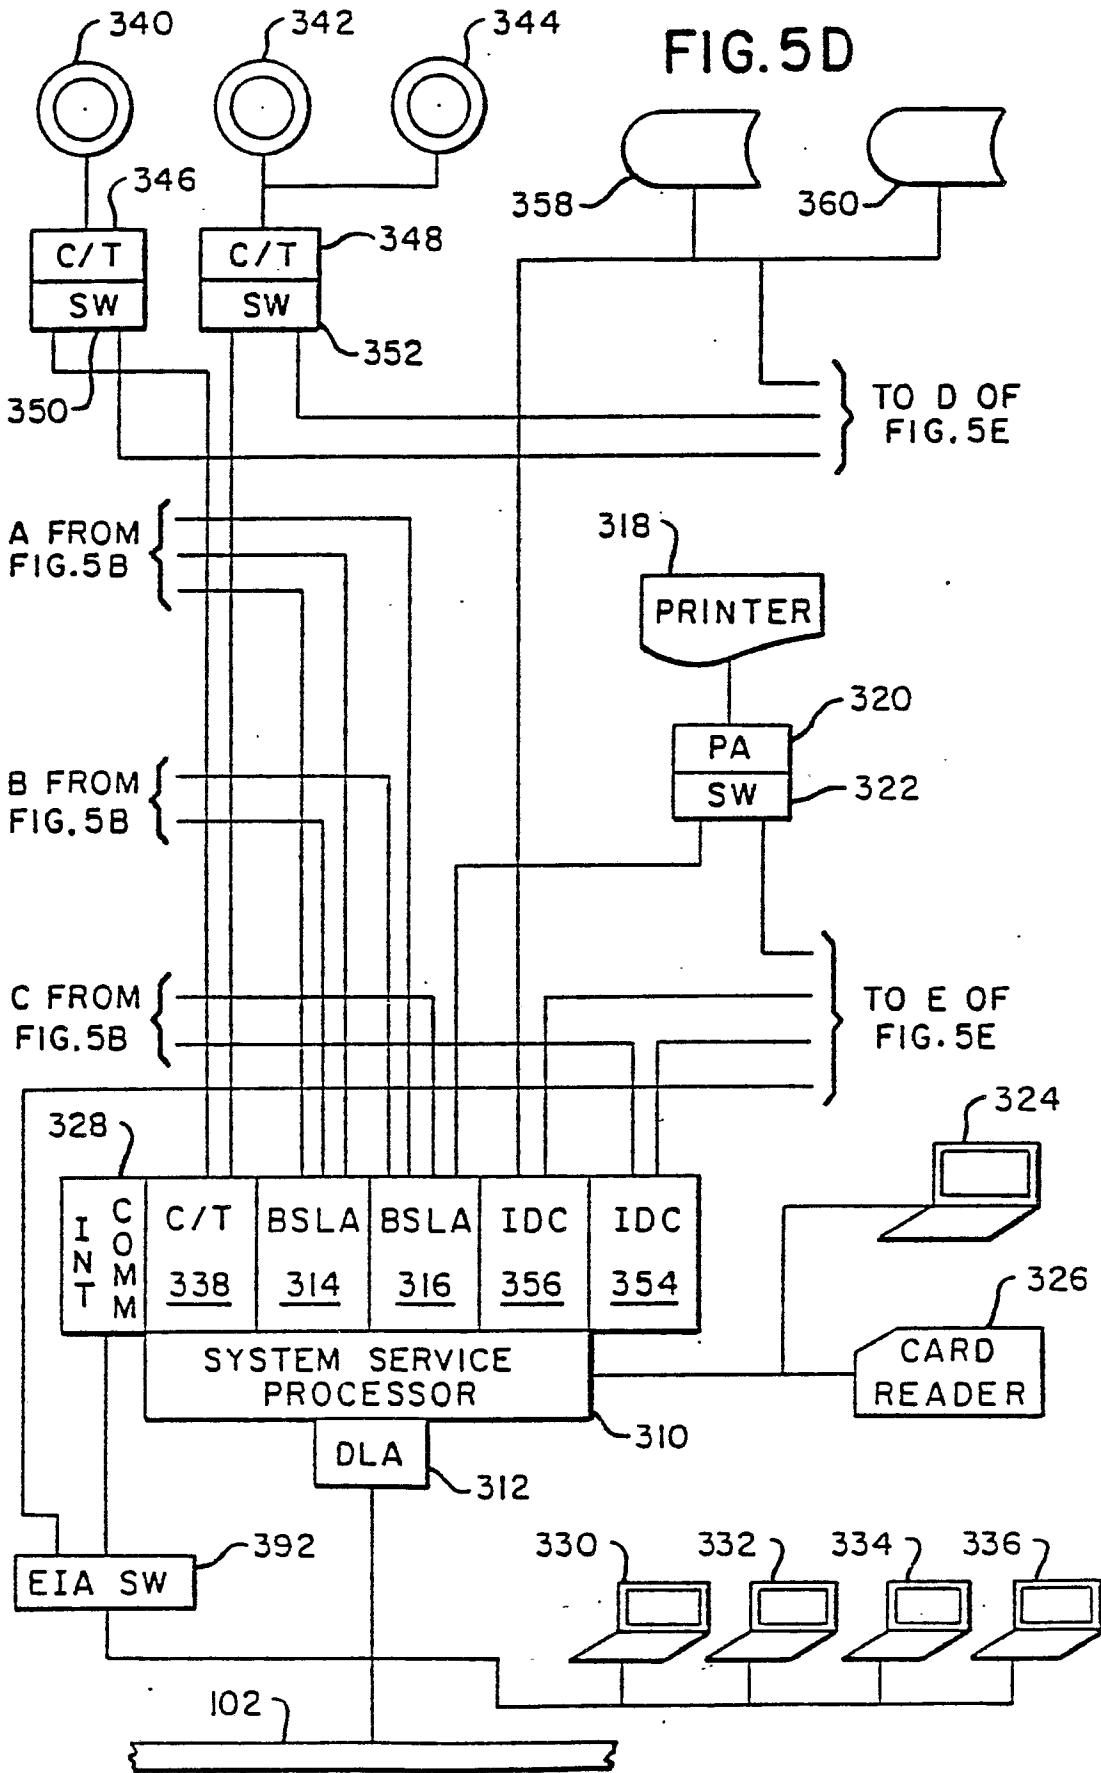 FIG.5D
340
342
344
346
C/T
SW
350
348
C/T
SW
352
358
360
TO D OF
FIG.5E
A FROM
FIG.5B
318
PRINTER
320
PA
SW
322
B FROM
FIG.5B
C FROM
FIG.5B
TO E OF
FIG.5E
328
INT
COMM
C/T
338
BSLA
314
BSLA
316
IDC
356
IDC
354
SYSTEM SERVICE
PROCESSOR
310
DLA
312
324
326
CARD
READER
392
EIA SW
330
332
334
336
102